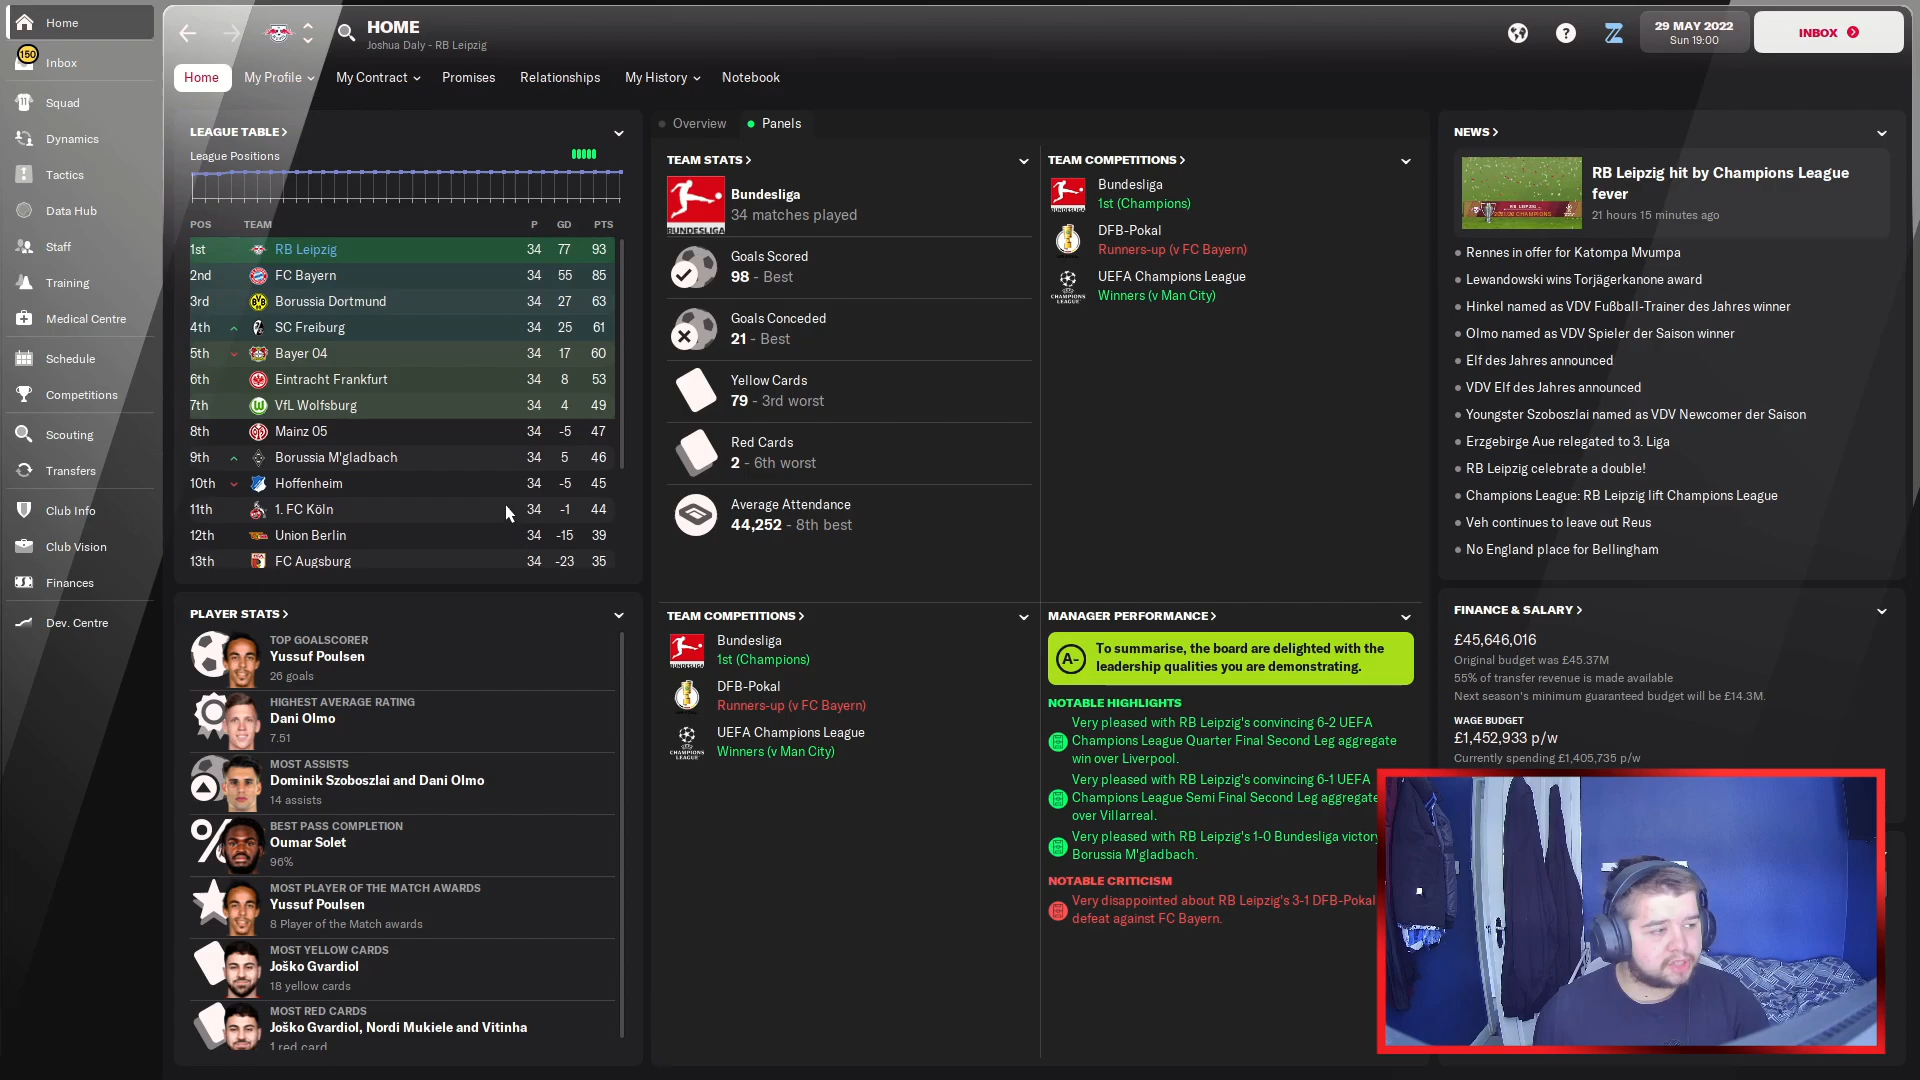 Home
150
Inbox
Squad
Dynamics
Tactics
Data Hub
Staff
Training
Medical Centre
Schedule
Competitions
Scouting
Transfers
Club Info
Club Vision
Finances
Dev. Centre
HOME
Joshua Daly - RB Leipzig
29 MAY 2022
Sun 19:00
INBOX
Home
My Profile
My Contract
Promises
Relationships
My History
Notebook
LEAGUE TABLE >
League Positions
POS TEAM P GD PTS
1st RB Leipzig 34 77 93
2nd FC Bayern 34 55 85
3rd Borussia Dortmund 34 27 63
4th SC Freiburg 34 25 61
5th Bayer 04 34 17 60
6th Eintracht Frankfurt 34 8 53
7th VfL Wolfsburg 34 4 49
8th Mainz 05 34 -5 47
9th Borussia M'gladbach 34 5 46
10th Hoffenheim 34 -5 45
11th 1. FC Köln 34 -1 44
12th Union Berlin 34 -15 39
13th FC Augsburg 34 -23 35
PLAYER STATS >
TOP GOALSCORER
Yussuf Poulsen
26 goals
HIGHEST AVERAGE RATING
Dani Olmo
7.51
MOST ASSISTS
Dominik Szoboszlai and Dani Olmo
14 assists
BEST PASS COMPLETION
Oumar Solet
96%
MOST PLAYER OF THE MATCH AWARDS
Yussuf Poulsen
8 Player of the Match awards
MOST YELLOW CARDS
Joško Gvardiol
18 yellow cards
MOST RED CARDS
Joško Gvardiol, Nordi Mukiele and Vitinha
1 red card
Overview
Panels
TEAM STATS >
BUNDESLIGA
Bundesliga
34 matches played
Goals Scored
98 - Best
Goals Conceded
21 - Best
Yellow Cards
79 - 3rd worst
Red Cards
2 - 6th worst
Average Attendance
44,252 - 8th best
TEAM COMPETITIONS >
Bundesliga
1st (Champions)
DFB-Pokal
Runners-up (v FC Bayern)
CHAMPIONS LEAGUE
UEFA Champions League
Winners (v Man City)
TEAM COMPETITIONS >
Bundesliga
1st (Champions)
DFB-Pokal
Runners-up (v FC Bayern)
CHAMPIONS LEAGUE
UEFA Champions League
Winners (v Man City)
MANAGER PERFORMANCE >
A-
To summarise, the board are delighted with the
leadership qualities you are demonstrating.
NOTABLE HIGHLIGHTS
Very pleased with RB Leipzig's convincing 6-2 UEFA
Champions League Quarter Final Second Leg aggregate
win over Liverpool.
Very pleased with RB Leipzig's convincing 6-1 UEFA
Champions League Semi Final Second Leg aggregate
over Villarreal.
Very pleased with RB Leipzig's 1-0 Bundesliga victory
Borussia M'gladbach.
NOTABLE CRITICISM
Very disappointed about RB Leipzig's 3-1 DFB-Pokal
defeat against FC Bayern.
NEWS >
RB Leipzig hit by Champions League
fever
21 hours 15 minutes ago
Rennes in offer for Katompa Mvumpa
Lewandowski wins Torjägerkanone award
Hinkel named as VDV Fußball-Trainer des Jahres winner
Olmo named as VDV Spieler der Saison winner
Elf des Jahres announced
VDV Elf des Jahres announced
Youngster Szoboszlai named as VDV Newcomer der Saison
Erzgebirge Aue relegated to 3. Liga
RB Leipzig celebrate a double!
Champions League: RB Leipzig lift Champions League
Veh continues to leave out Reus
No England place for Bellingham
FINANCE & SALARY >
£45,646,016
Original budget was £45.37M
55% of transfer revenue is made available
Next season's minimum guaranteed budget will be £14.3M.
WAGE BUDGET
£1,452,933 p/w
Currently spending £1,405,735 p/w